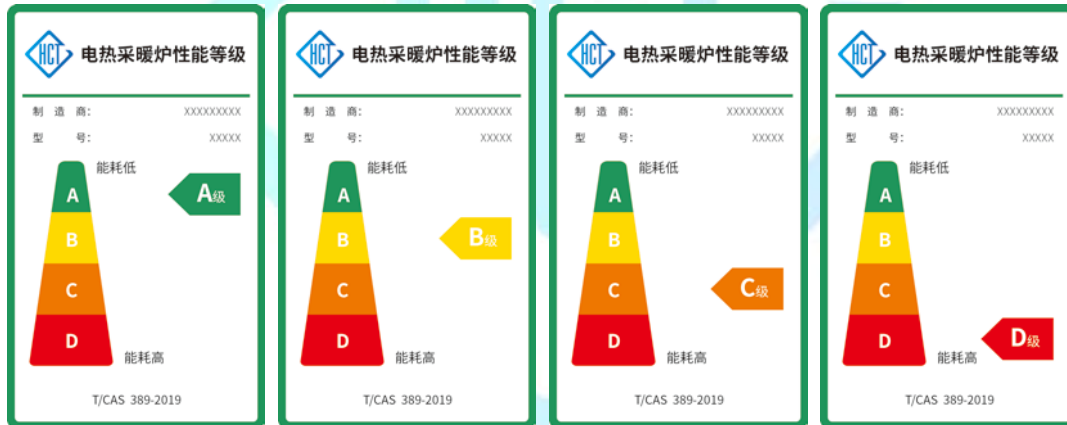 HCT 电热采暖炉性能等级
制造商: XXXXXXXXX
型号: XXXXX
能耗低
A
A级
B
C
D
能耗高
T/CAS 389-2019
HCT 电热采暖炉性能等级
制造商: XXXXXXXXX
型号: XXXXX
能耗低
A
B
B级
C
D
能耗高
T/CAS 389-2019
HCT 电热采暖炉性能等级
制造商: XXXXXXXXX
型号: XXXXX
能耗低
A
B
C
C级
D
能耗高
T/CAS 389-2019
HCT 电热采暖炉性能等级
制造商: XXXXXXXXX
型号: XXXXX
能耗低
A
B
C
D
D级
能耗高
T/CAS 389-2019